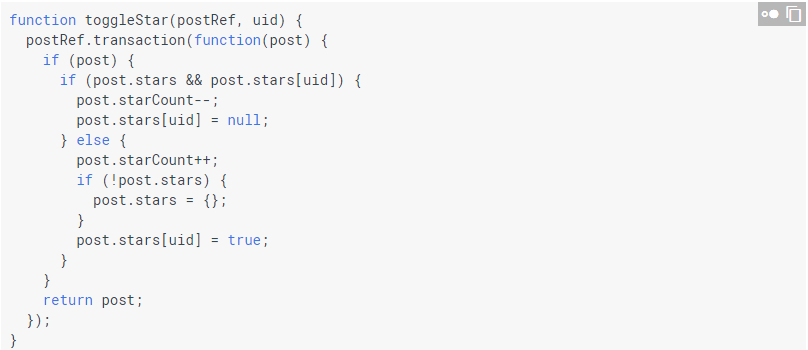 function toggleStar(postRef, uid) {
  postRef.transaction(function(post) {
    if (post) {
      if (post.stars && post.stars[uid]) {
        post.starCount--;
        post.stars[uid] = null;
      } else {
        post.starCount++;
        if (!post.stars) {
          post.stars = {};
        }
        post.stars[uid] = true;
      }
    }
    return post;
  });
}